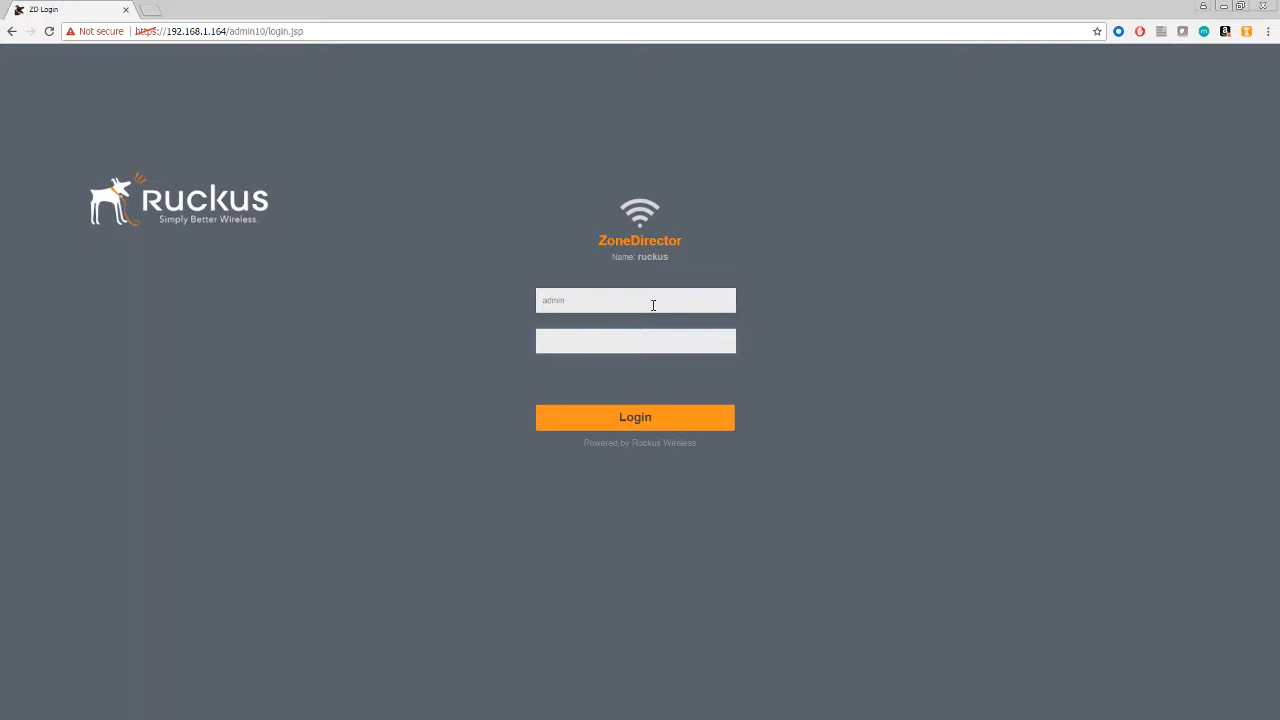 ZD Login
Not secure https://192.168.1.164/admin10/login.jsp
Ruckus
Simply Better Wireless.
ZoneDirector
Name: ruckus
admin
Login
Powered by Ruckus Wireless